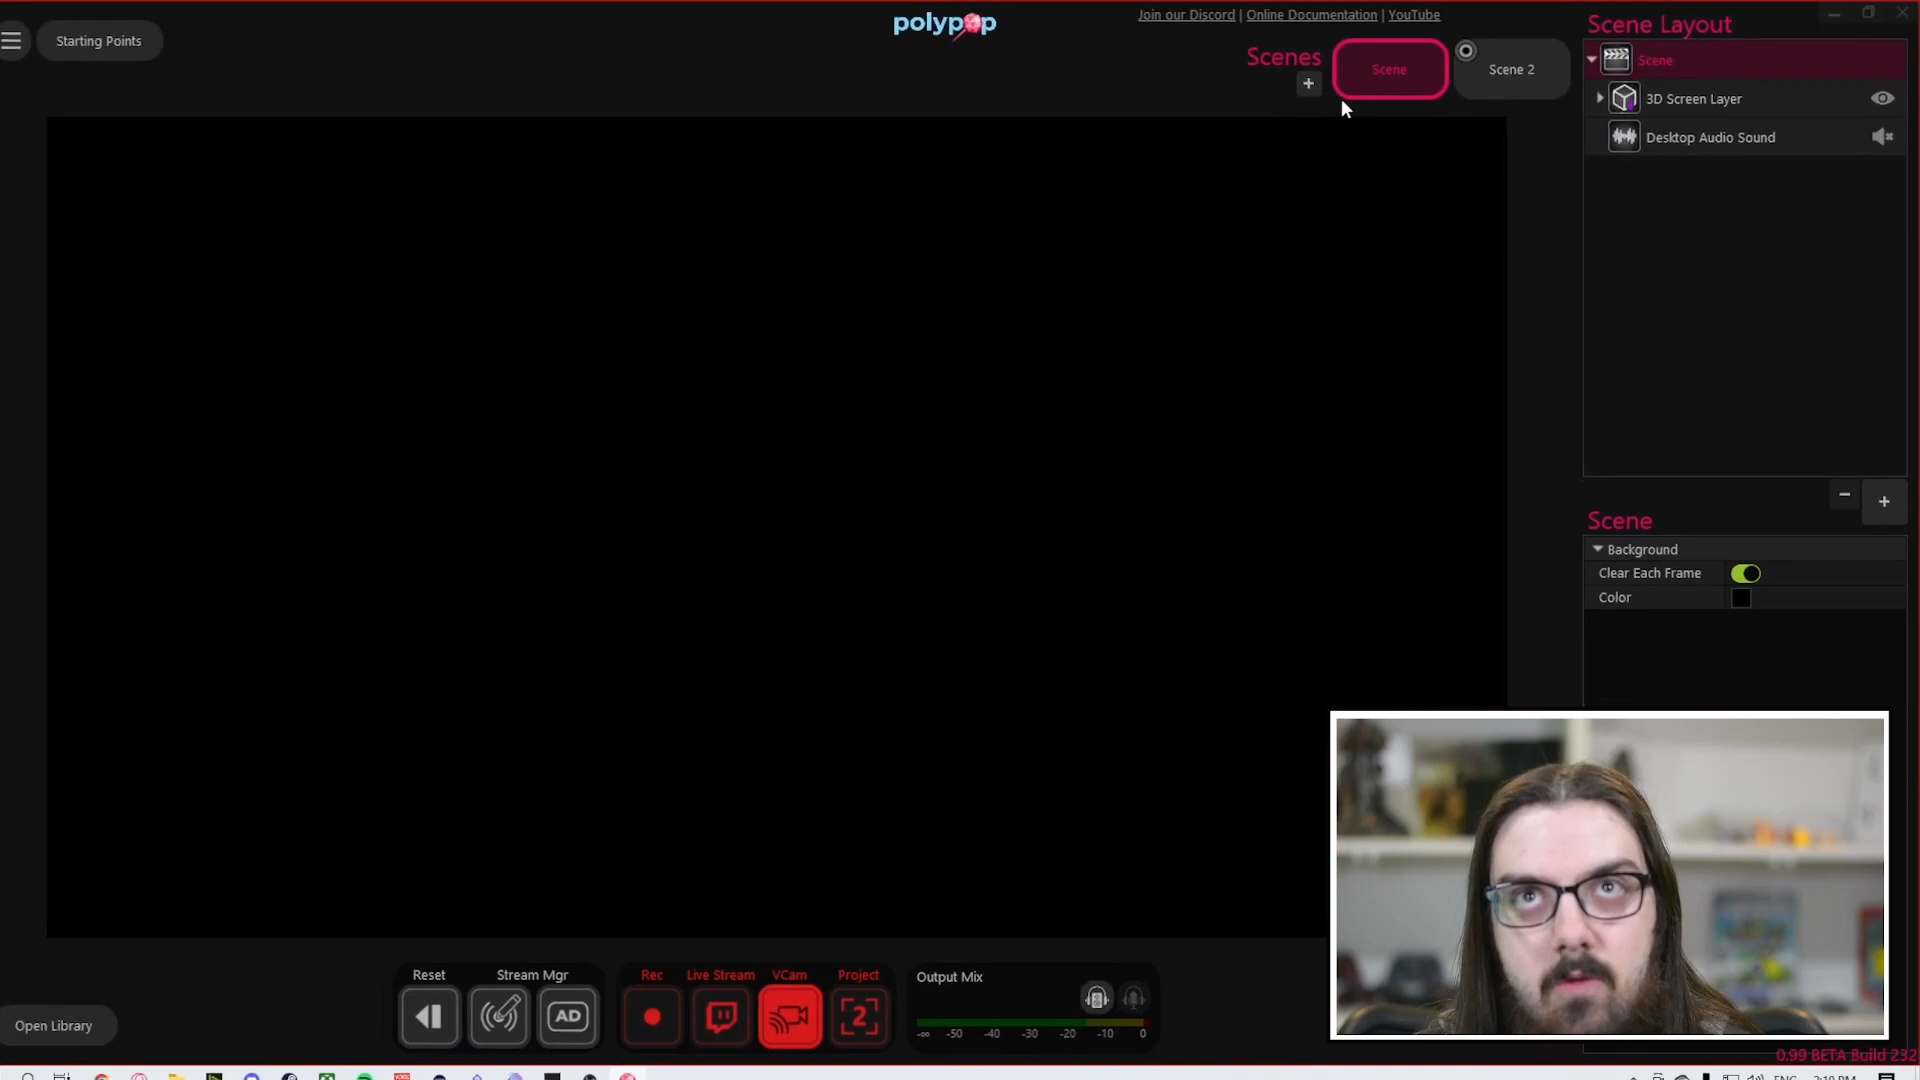 Starting Points
polypop
Join our Discord | Online Documentation | YouTube
Scenes
+
Scene
Scene 2
Scene Layout
Scene
3D Screen Layer
Desktop Audio Sound
- +
Scene
Background
Clear Each Frame
Color
Reset
Stream Mgr
AD
Rec
Live Stream
VCam
Project
2
Output Mix
-∞ -50 -40 -30 -20 -10 0
Open Library
0.99 BETA Build 232